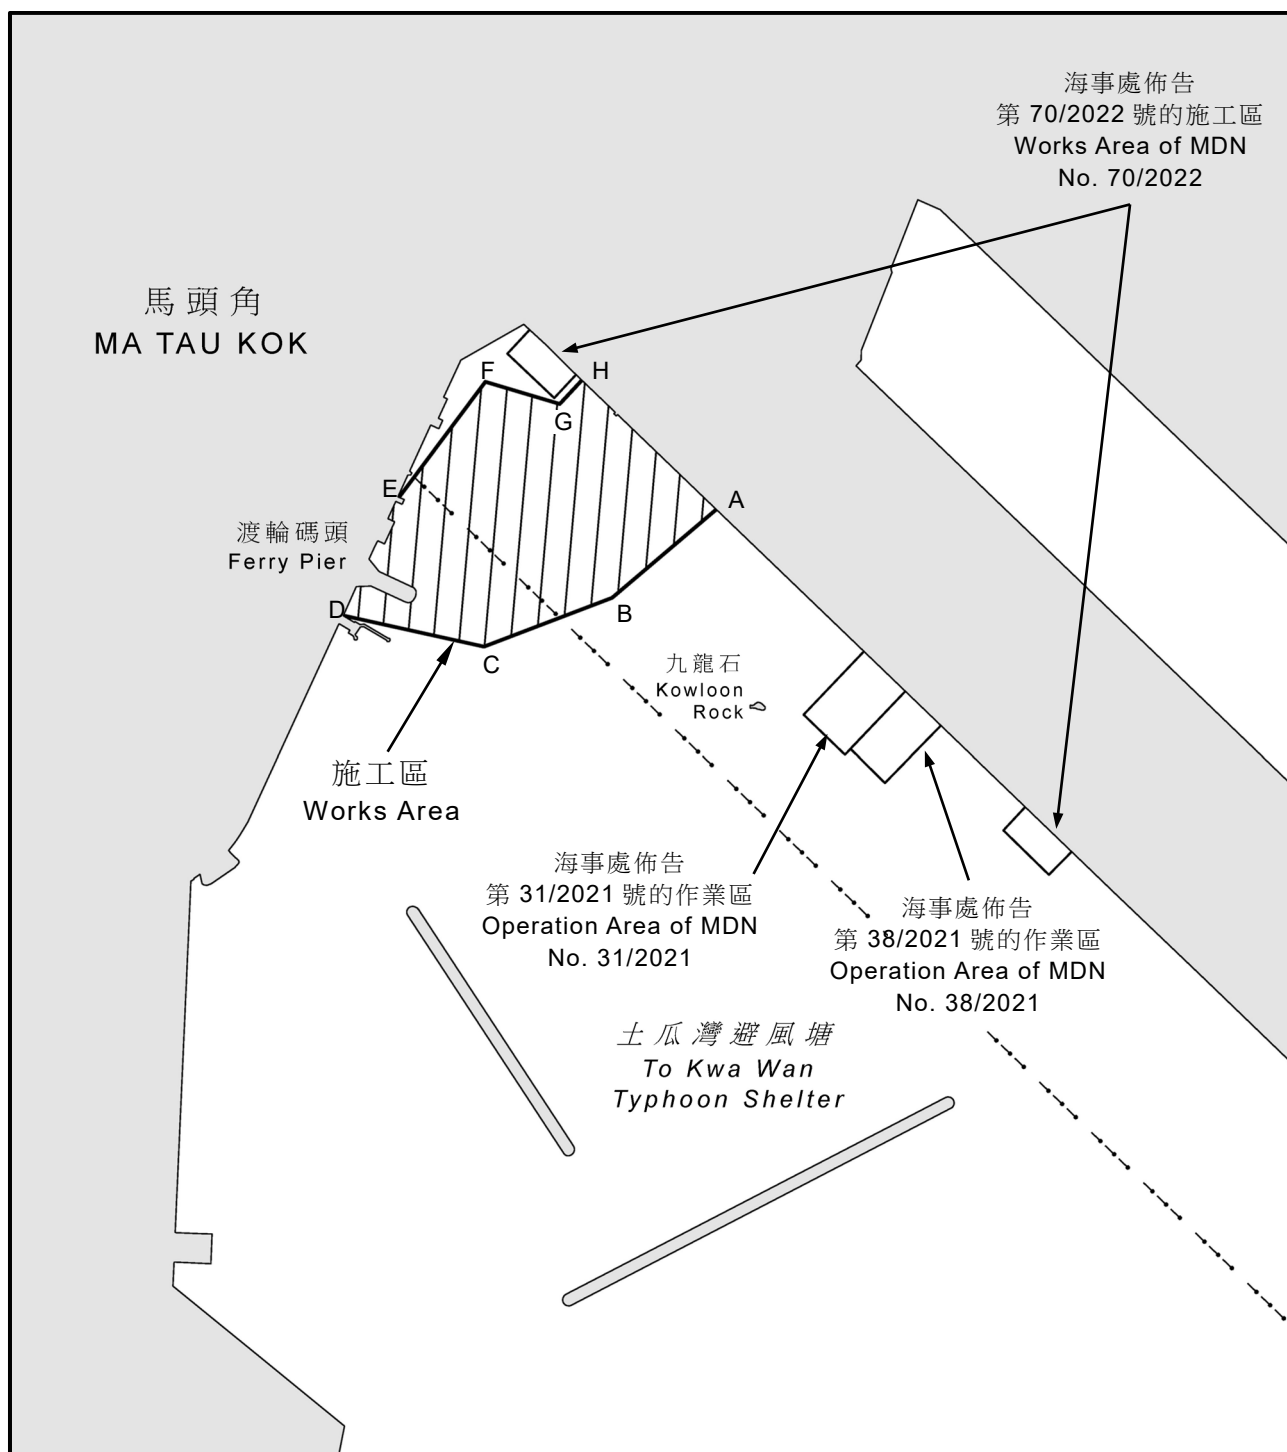 海事處佈告
第 70/2022 號的施工區
Works Area of MDN
No. 70/2022
馬頭角
MA TAU KOK
F
H
G
E
A
渡輪碼頭
Ferry Pier
D
B
C
九龍石
Kowloon
Rock
施工區
Works Area
海事處佈告
第 31/2021 號的作業區
Operation Area of MDN
No. 31/2021
海事處佈告
第 38/2021 號的作業區
Operation Area of MDN
No. 38/2021
土瓜灣避風塘
To Kwa Wan
Typhoon Shelter